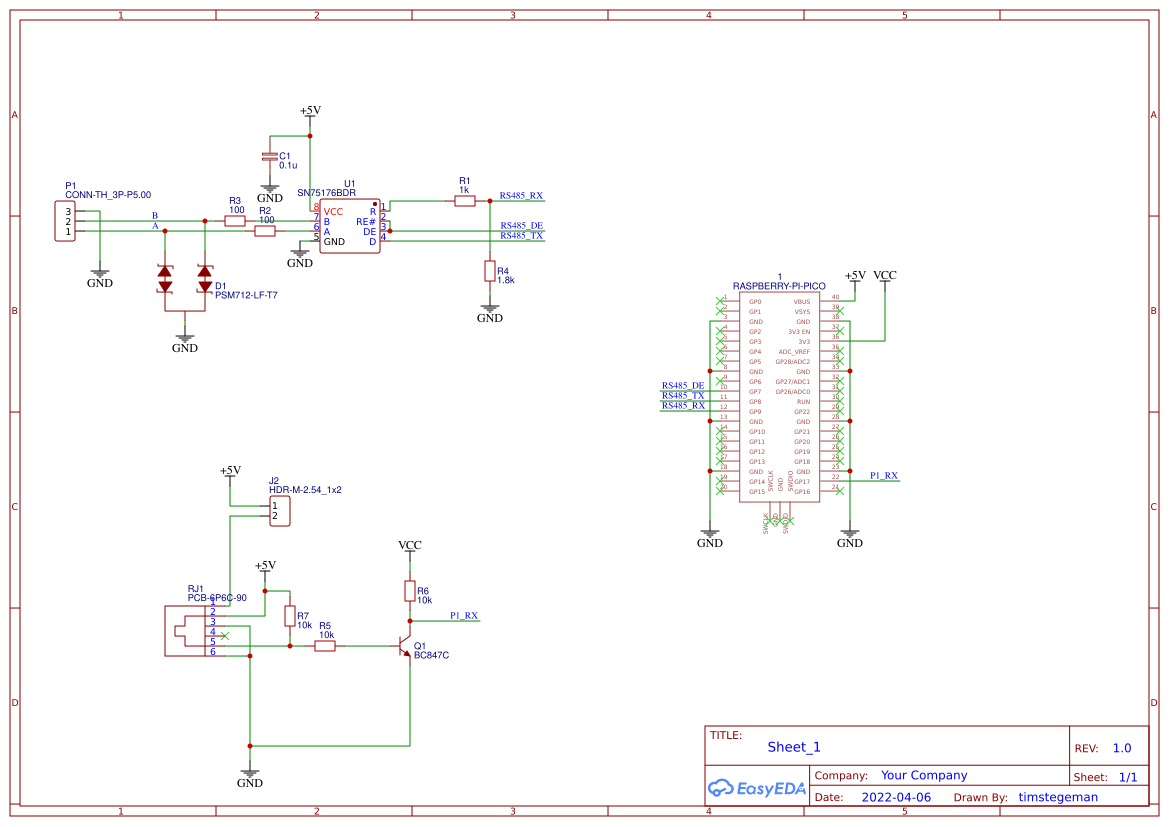 1 2 3 4 5
A A
B B
C C
D D
1 2 3 4 5
+5V
C1
0.1u
GND
P1
CONN-TH_3P-P5.00
3
2
1
B
A
GND
R3
100
R2
100
U1
SN75176BDR
8 VCC
7 B
6 A
5 GND
R 1
RE# 2
DE 3
D 4
GND
R1
1k
RS485_RX
RS485_DE
RS485_TX
R4
1.8k
GND
D1
PSM712-LF-T7
GND
1
RASPBERRY-PI-PICO
+5V VCC
1 GP0 VBUS 40
2 GP1 VSYS 39
3 GND GND 38
4 GP2 3V3 EN 37
5 GP3 3V3 36
6 GP4 ADC_VREF 35
7 GP5 GP28/ADC2 34
8 GND GND 33
9 GP6 GP27/ADC1 32
RS485_DE 10 GP7 GP26/ADC0 31
RS485_TX 11 GP8 RUN 30
RS485_RX 12 GP9 GP22 29
13 GND GND 28
14 GP10 GP21 27
15 GP11 GP20 26
16 GP12 GP19 25
17 GP13 GP18 24
18 GND GND 23
19 GP14 GP17 22 P1_RX
20 GP15 GP16 21
SWCLK GND SWDIO
SWCLK GND SWDIO
GND GND
+5V
J2
HDR-M-2.54_1x2
1
2
+5V
RJ1
PCB-6P6C-90
1
2
3
4
5
6
R7
10k
R5
10k
VCC
R6
10k
P1_RX
Q1
BC847C
GND
TITLE:
Sheet_1
REV: 1.0
EasyEDA
Company: Your Company
Sheet: 1/1
Date: 2022-04-06 Drawn By: timstegeman